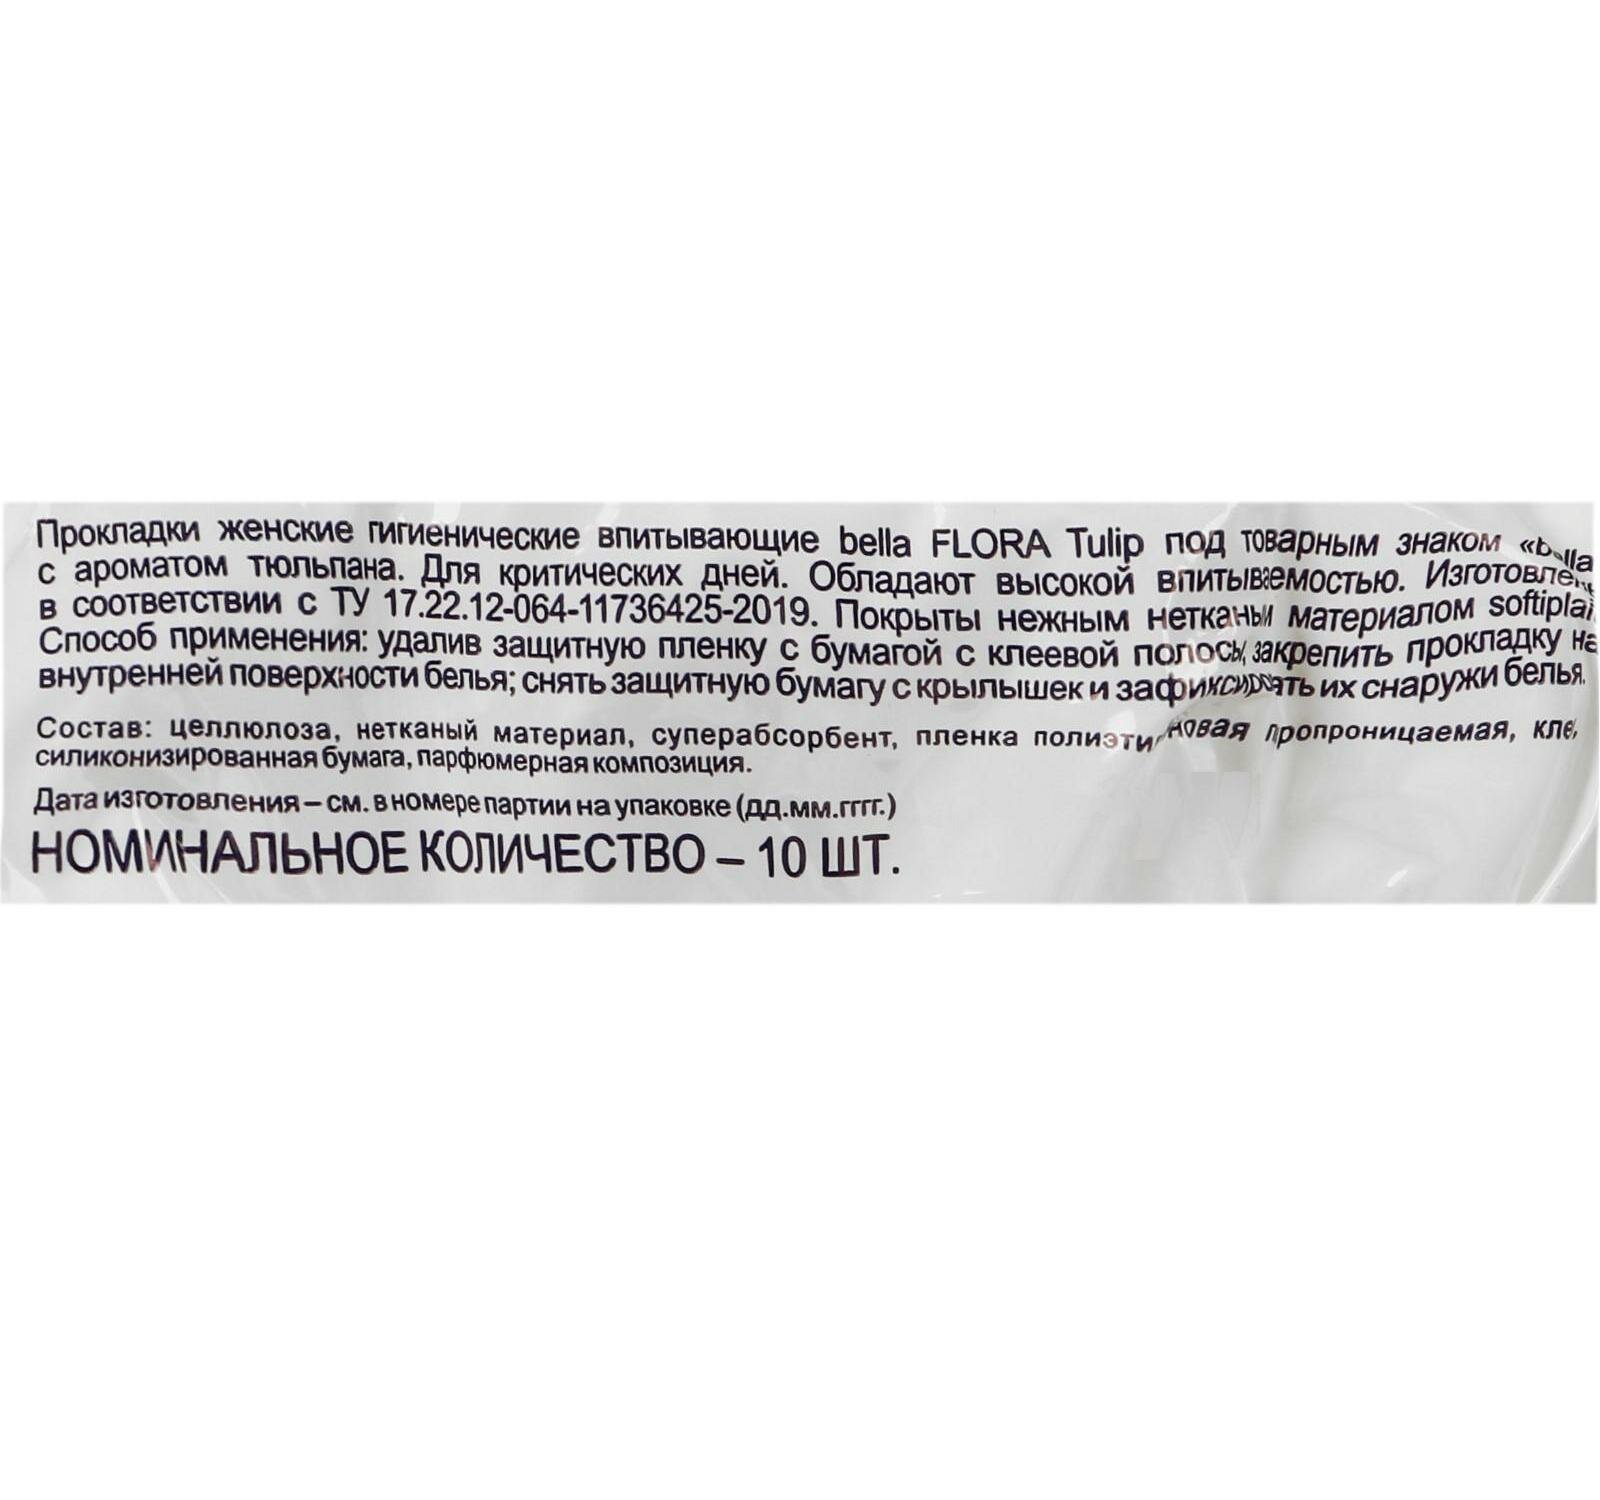 Прокладки женские гигиенические впитывающие bella FLORA Tulip под товарным знаком «bella
с ароматом тюльпана. Для критических дней. Обладают высокой впитываемостью.
в соответствии с ТУ 17.22.12-064-11736425-2019. Покрыты нежным материалом
Способ применения: удалив защитную пленку с бумагой с клеевой полосы, закрепить прокладку на
внутренней поверхности белья; снять защитную бумагу с крылышек и зафиксировать их снаружи белья.
Состав: целлюлоза, нетканый материал, суперабсорбент, пленка
силиконизированная бумага, парфюмерная композиция.
Дата изготовления – см. в номере партии на упаковке (дд.мм.гггг.)
НОМИНАЛЬНОЕ КОЛИЧЕСТВО – 10 ШТ.